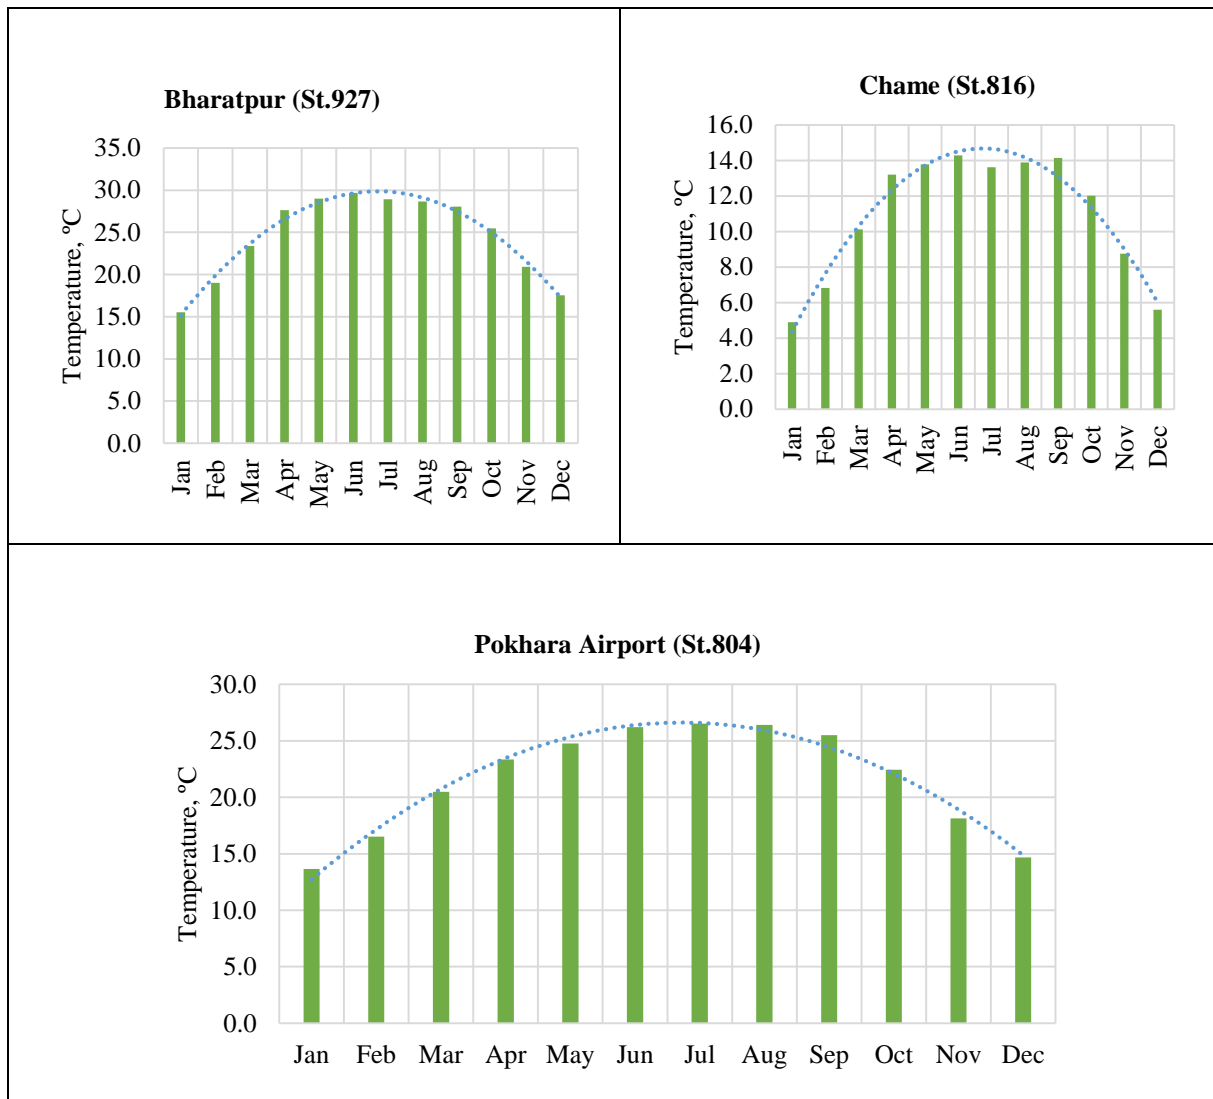 Bharatpur (St.927)
35.0
30.0
25.0
20.0
15.0
10.0
5.0
0.0
Temperature, ºC
Jan Feb Mar Apr May Jun Jul Aug Sep Oct Nov Dec
Chame (St.816)
16.0
14.0
12.0
10.0
8.0
6.0
4.0
2.0
0.0
Temperature, ºC
Jan Feb Mar Apr May Jun Jul Aug Sep Oct Nov Dec
Pokhara Airport (St.804)
30.0
25.0
20.0
15.0
10.0
5.0
0.0
Temperature, ºC
Jan Feb Mar Apr May Jun Jul Aug Sep Oct Nov Dec